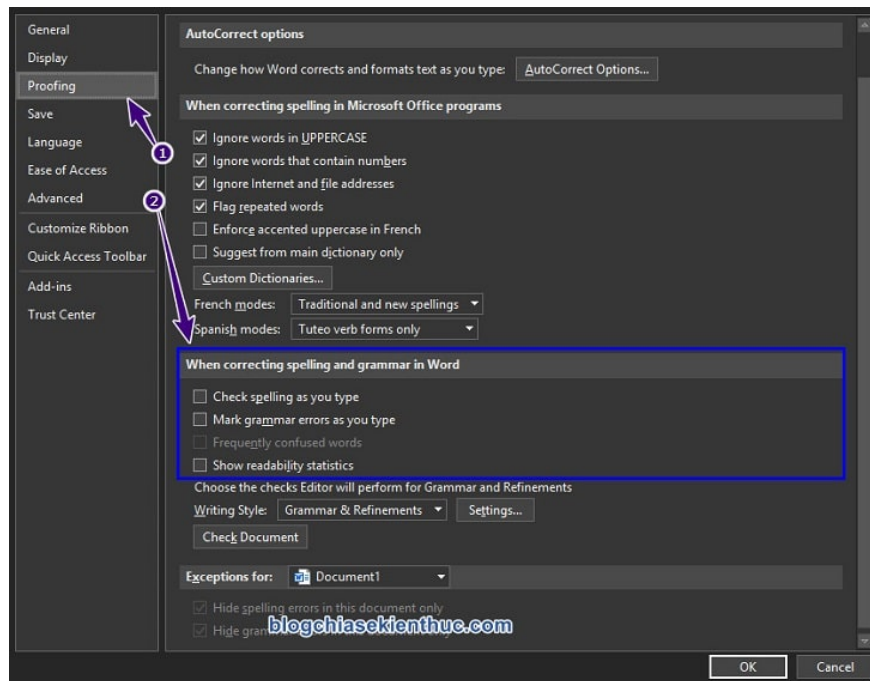 General
Display
Proofing
Save
Language
Ease of Access
Advanced
Customize Ribbon
Quick Access Toolbar
Add-ins
Trust Center
1
2
AutoCorrect options
Change how Word corrects and formats text as you type: AutoCorrect Options...
When correcting spelling in Microsoft Office programs
Ignore words in UPPERCASE
Ignore words that contain numbers
Ignore Internet and file addresses
Flag repeated words
Enforce accented uppercase in French
Suggest from main dictionary only
Custom Dictionaries...
French modes: Traditional and new spellings
Spanish modes: Tuteo verb forms only
When correcting spelling and grammar in Word
Check spelling as you type
Mark grammar errors as you type
Frequently confused words
Show readability statistics
Choose the checks Editor will perform for Grammar and Refinements
Writing Style: Grammar & Refinements Settings...
Check Document
Exceptions for: Document1
Hide spelling errors in this document only
Hide
blogchiasekienthuc.com
OK Cancel